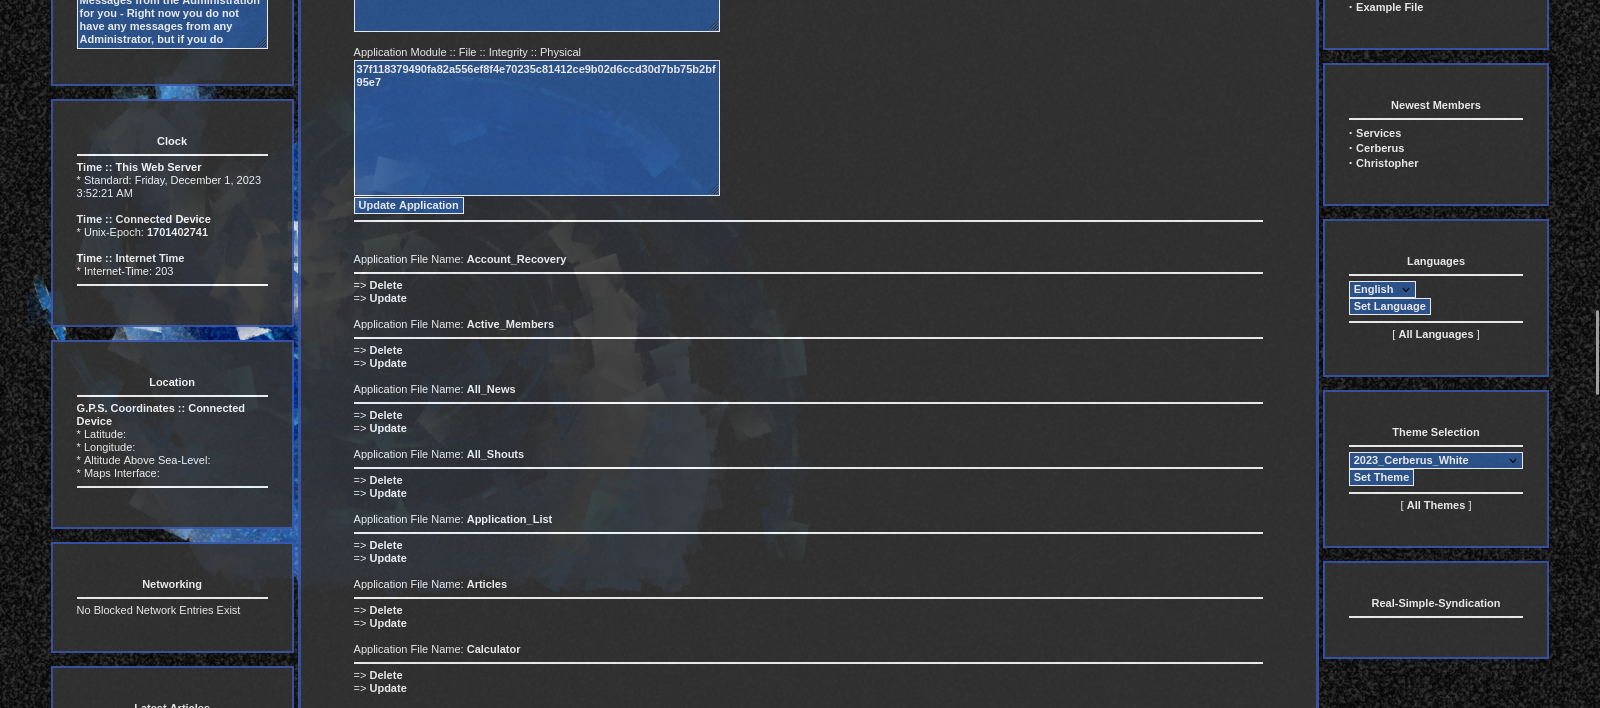 Messages from the Administration
for you - Right now you do not
have any messages from any
Administrator, but if you do
Clock
Time :: This Web Server
* Standard: Friday, December 1, 2023
3:52:21 AM
Time :: Connected Device
* Unix-Epoch: 1701402741
Time :: Internet Time
* Internet-Time: 203
Location
G.P.S. Coordinates :: Connected
Device
* Latitude:
* Longitude:
* Altitude Above Sea-Level:
* Maps Interface:
Networking
No Blocked Network Entries Exist
Latest Articles
Application Module :: File :: Integrity :: Physical
37f118379490fa82a556ef8f4e70235c81412ce9b02d6ccd30d7bb75b2bf
95e7
Update Application
Application File Name: Account_Recovery
=> Delete
=> Update
Application File Name: Active_Members
=> Delete
=> Update
Application File Name: All_News
=> Delete
=> Update
Application File Name: All_Shouts
=> Delete
=> Update
Application File Name: Application_List
=> Delete
=> Update
Application File Name: Articles
=> Delete
=> Update
Application File Name: Calculator
=> Delete
=> Update
· Example File
Newest Members
· Services
· Cerberus
· Christopher
Languages
English
Set Language
[ All Languages ]
Theme Selection
2023_Cerberus_White
Set Theme
[ All Themes ]
Real-Simple-Syndication